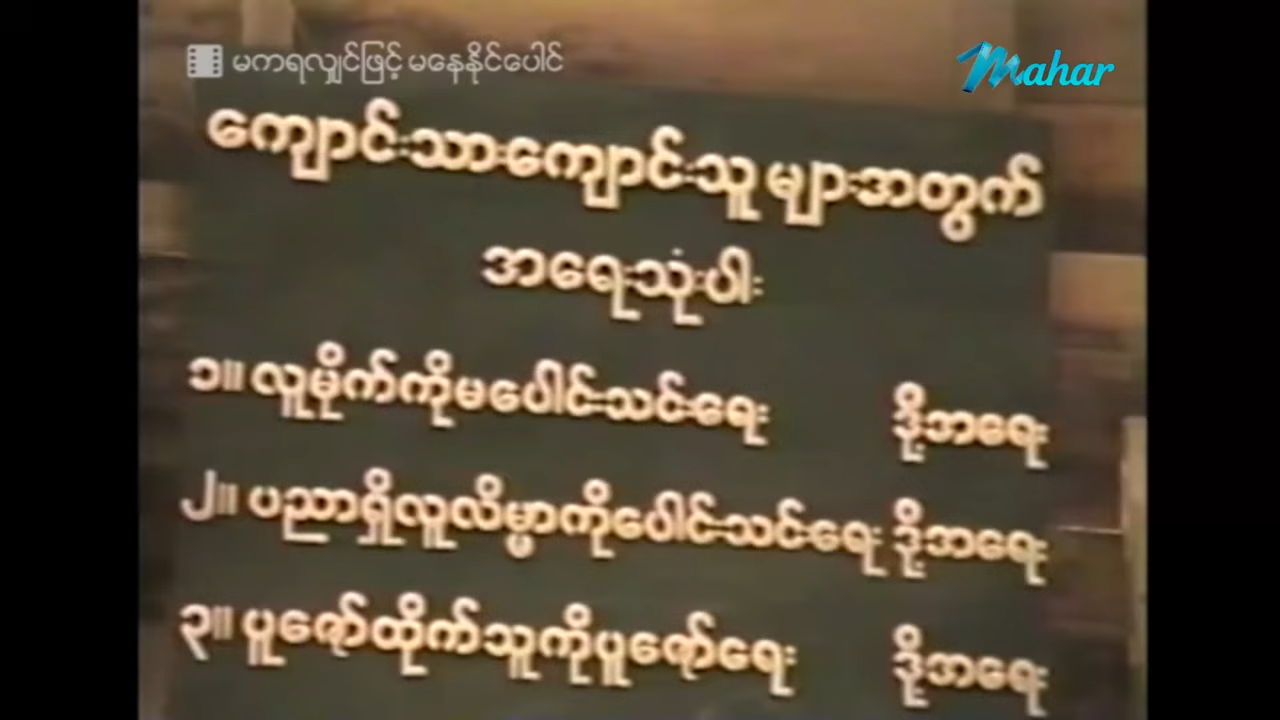 မကရလျှင်ဖြင့် မနေနိုင်ပေါင်
Mahar
ကျောင်းသားကျောင်းသူများအတွက်
အရေးသုံးပါး
၁။ လူမိုက်ကိုမပေါင်းသင်းရေး ဒို့အရေး
၂။ ပညာရှိလူလိမ္မာကိုပေါင်းသင်းရေး ဒို့အရေး
၃။ ပူဇော်ထိုက်သူကိုပူဇော်ရေး ဒို့အရေး